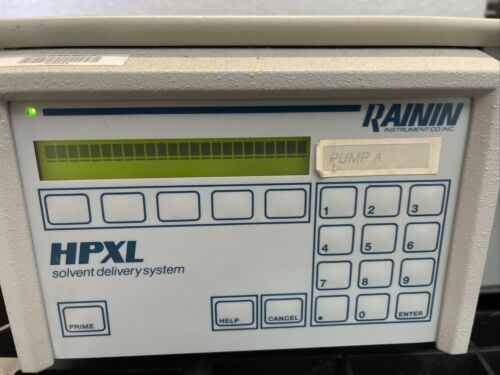 RAININ
INSTRUMENT CO. INC.
PUMP A
1
2
3
HPXL
solvent delivery system
4
5
6
7
8
9
PRIME
HELP
CANCEL
.
0
ENTER